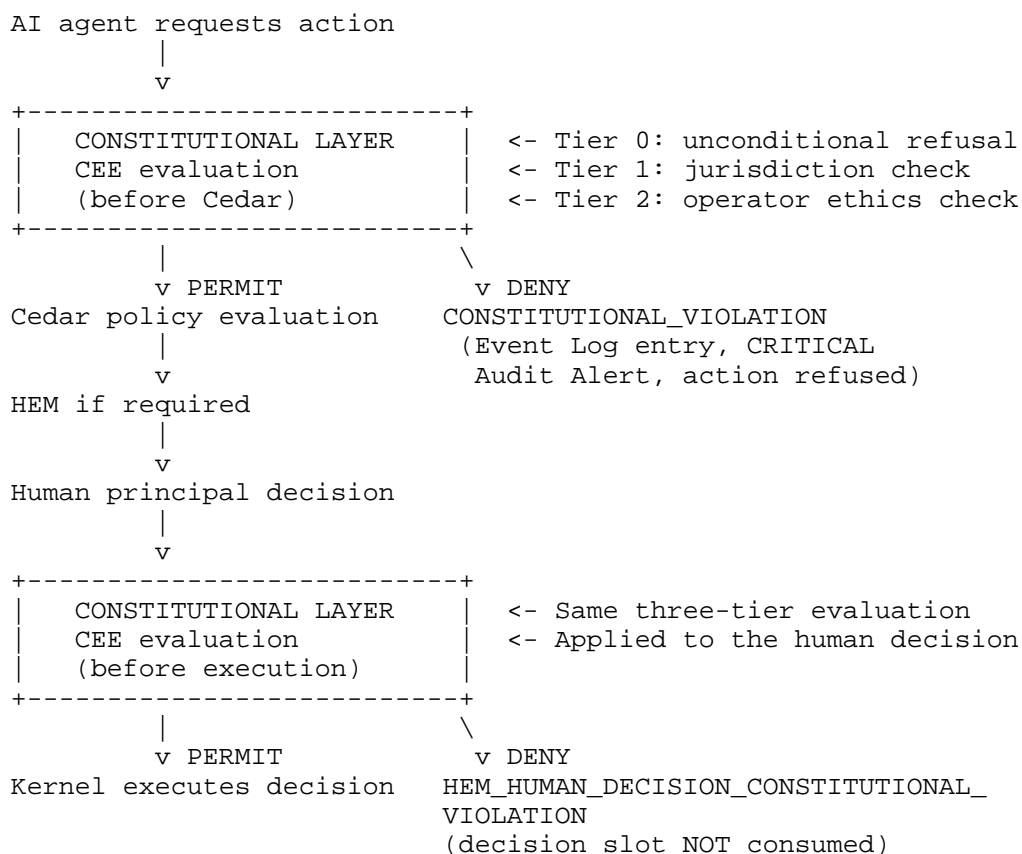 AI agent requests action
|
v
+---------------------------+
|   CONSTITUTIONAL LAYER    |  <- Tier 0: unconditional refusal
|   CEE evaluation          |  <- Tier 1: jurisdiction check
|   (before Cedar)          |  <- Tier 2: operator ethics check
+---------------------------+
|                  \
v PERMIT            v DENY
Cedar policy evaluation    CONSTITUTIONAL_VIOLATION
|                   (Event Log entry, CRITICAL
v                    Audit Alert, action refused)
HEM if required
|
v
Human principal decision
|
v
+---------------------------+
|   CONSTITUTIONAL LAYER    |  <- Same three-tier evaluation
|   CEE evaluation          |  <- Applied to the human decision
|   (before execution)      |
+---------------------------+
|                  \
v PERMIT            v DENY
Kernel executes decision   HEM_HUMAN_DECISION_CONSTITUTIONAL_
VIOLATION
(decision slot NOT consumed)